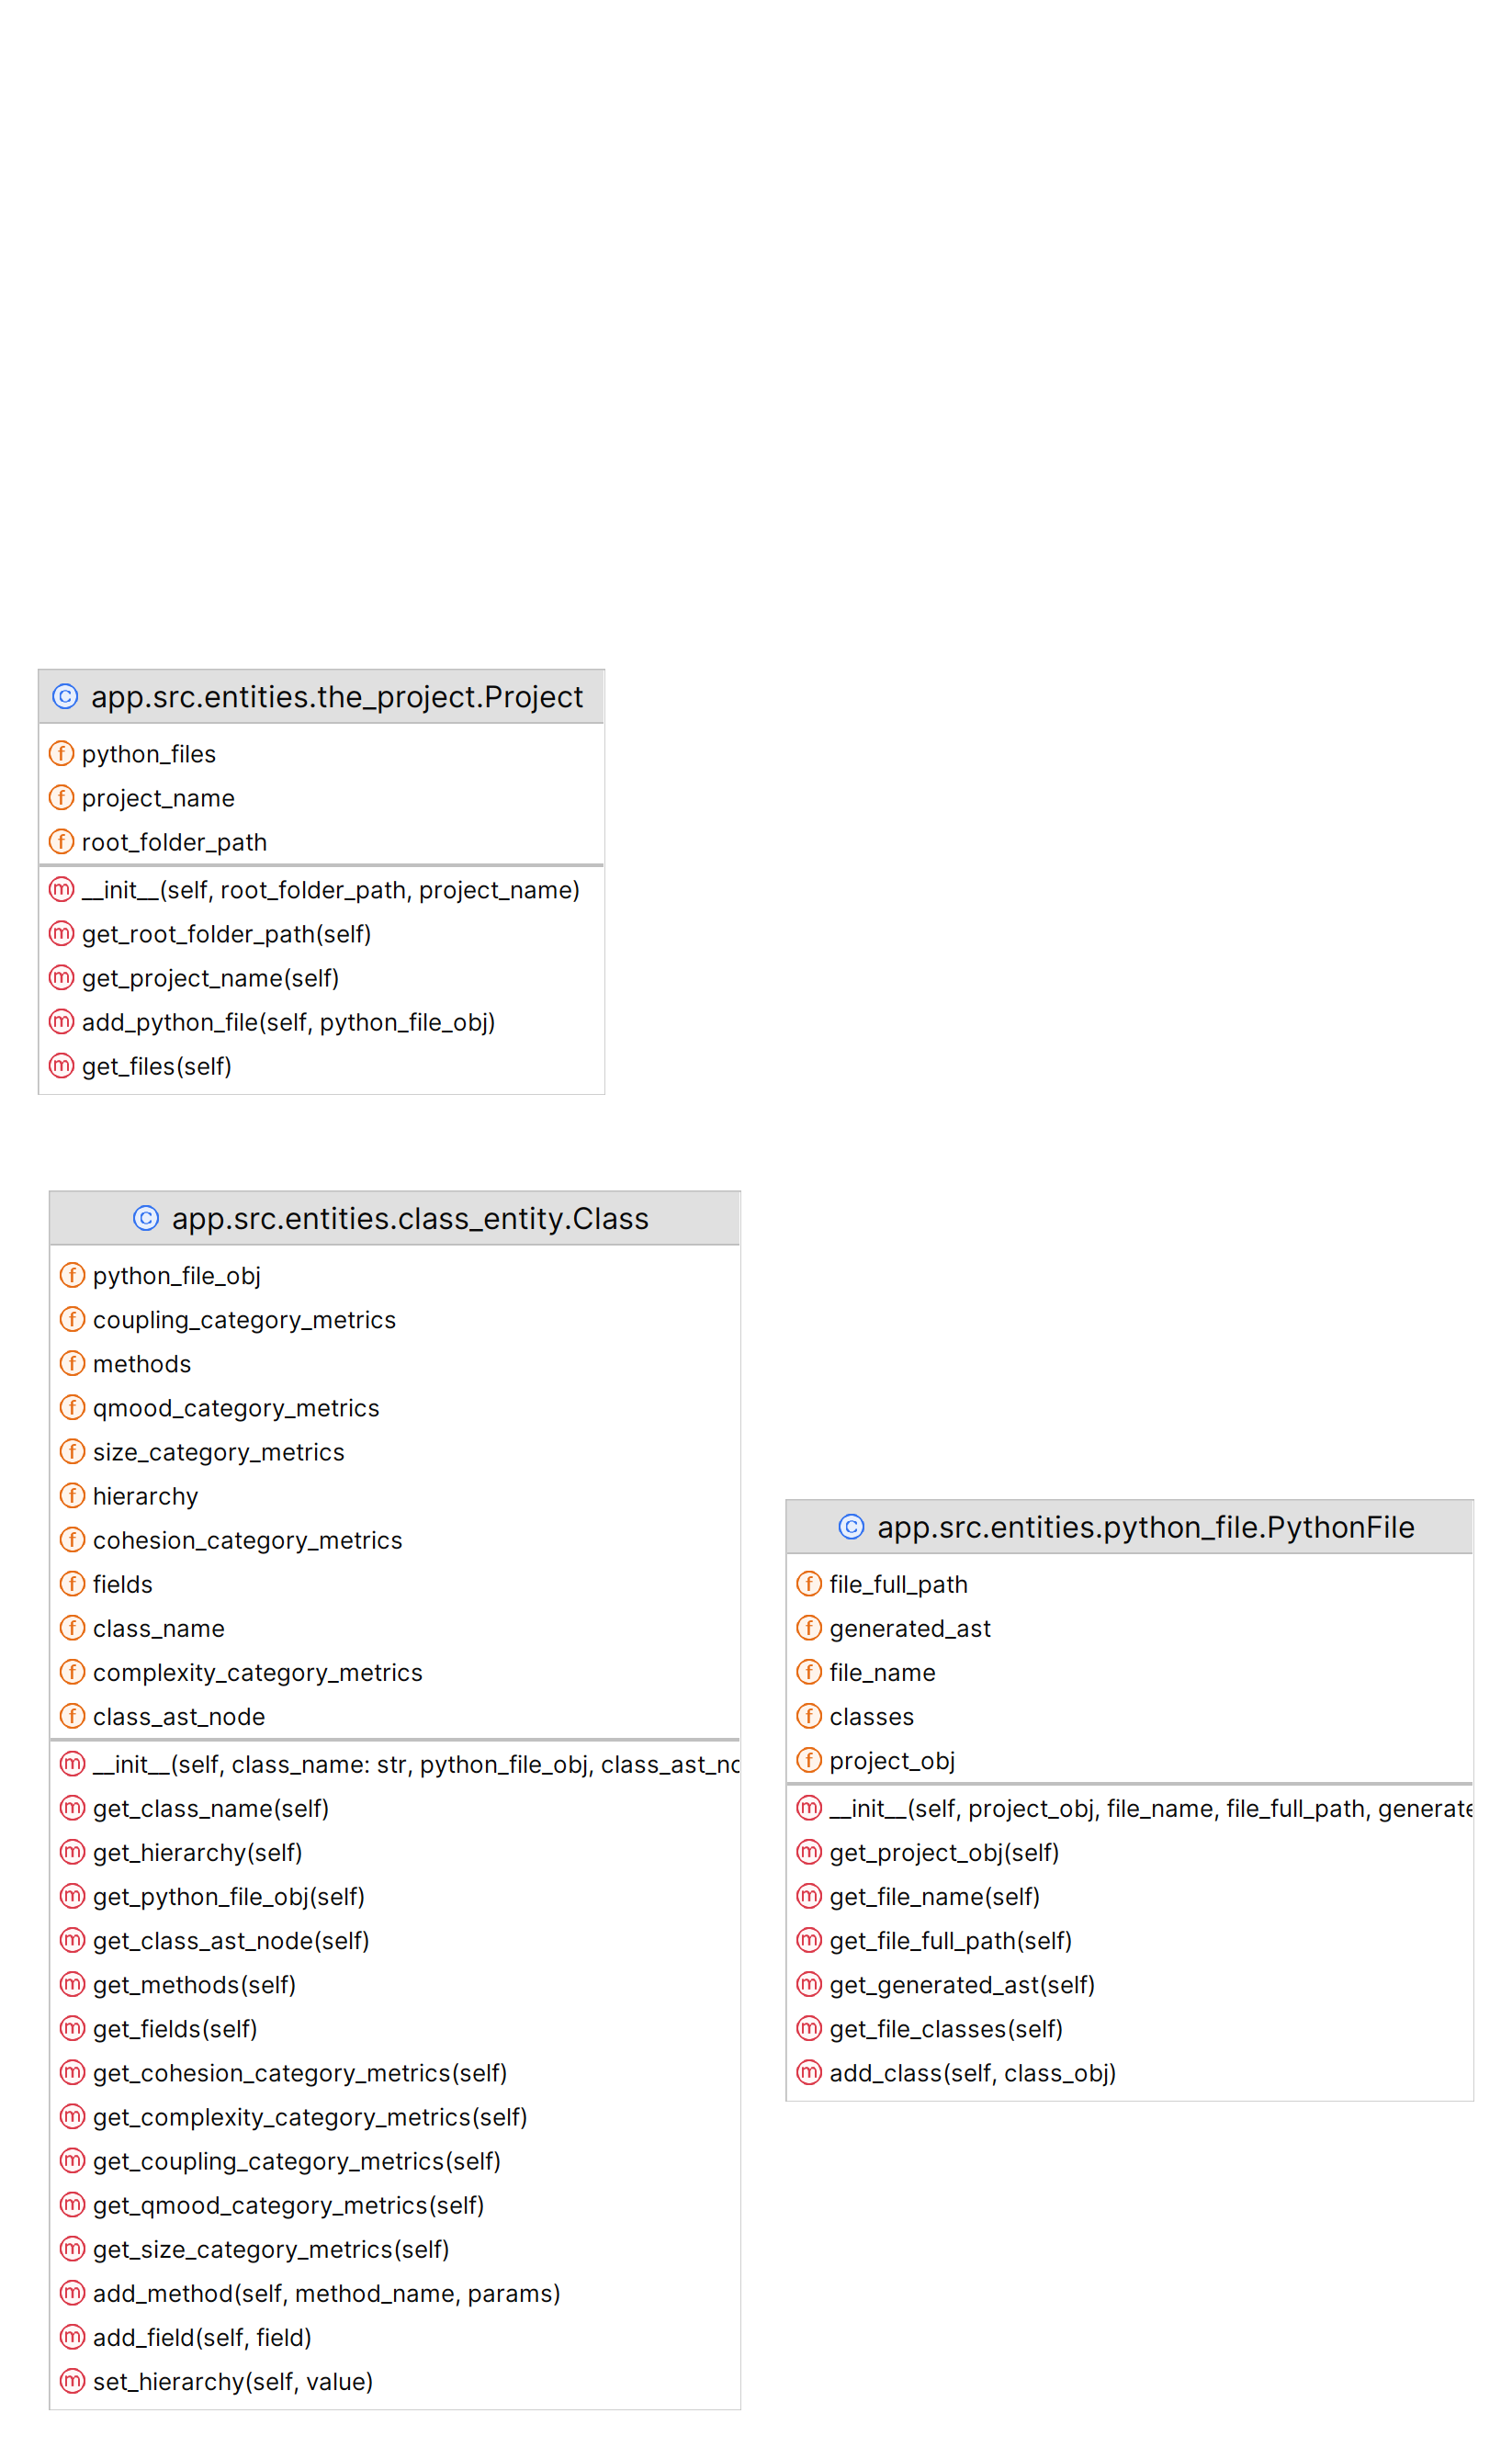 app.src.entities.the_project.Project
python_files
project_name
root_folder_path
__init__(self, root_folder_path, project_name)
get_root_folder_path(self)
get_project_name(self)
add_python_file(self, python_file_obj)
get_files(self)
app.src.entities.class_entity.Class
python_file_obj
coupling_category_metrics
methods
qmood_category_metrics
size_category_metrics
hierarchy
cohesion_category_metrics
fields
class_name
complexity_category_metrics
class_ast_node
__init__(self, class_name: str, python_file_obj, class_ast_no
get_class_name(self)
get_hierarchy(self)
get_python_file_obj(self)
get_class_ast_node(self)
get_methods(self)
get_fields(self)
get_cohesion_category_metrics(self)
get_complexity_category_metrics(self)
get_coupling_category_metrics(self)
get_qmood_category_metrics(self)
get_size_category_metrics(self)
add_method(self, method_name, params)
add_field(self, field)
set_hierarchy(self, value)
app.src.entities.python_file.PythonFile
file_full_path
generated_ast
file_name
classes
project_obj
__init__(self, project_obj, file_name, file_full_path, generate
get_project_obj(self)
get_file_name(self)
get_file_full_path(self)
get_generated_ast(self)
get_file_classes(self)
add_class(self, class_obj)